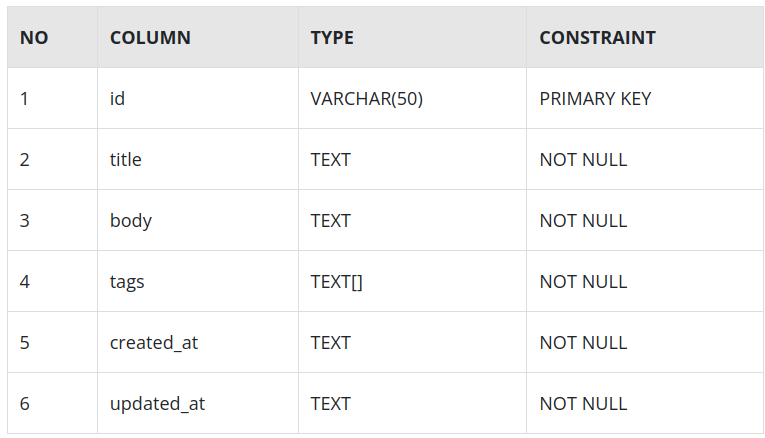 NO COLUMN TYPE CONSTRAINT
1 id VARCHAR(50) PRIMARY KEY
2 title TEXT NOT NULL
3 body TEXT NOT NULL
4 tags TEXT[] NOT NULL
5 created_at TEXT NOT NULL
6 updated_at TEXT NOT NULL